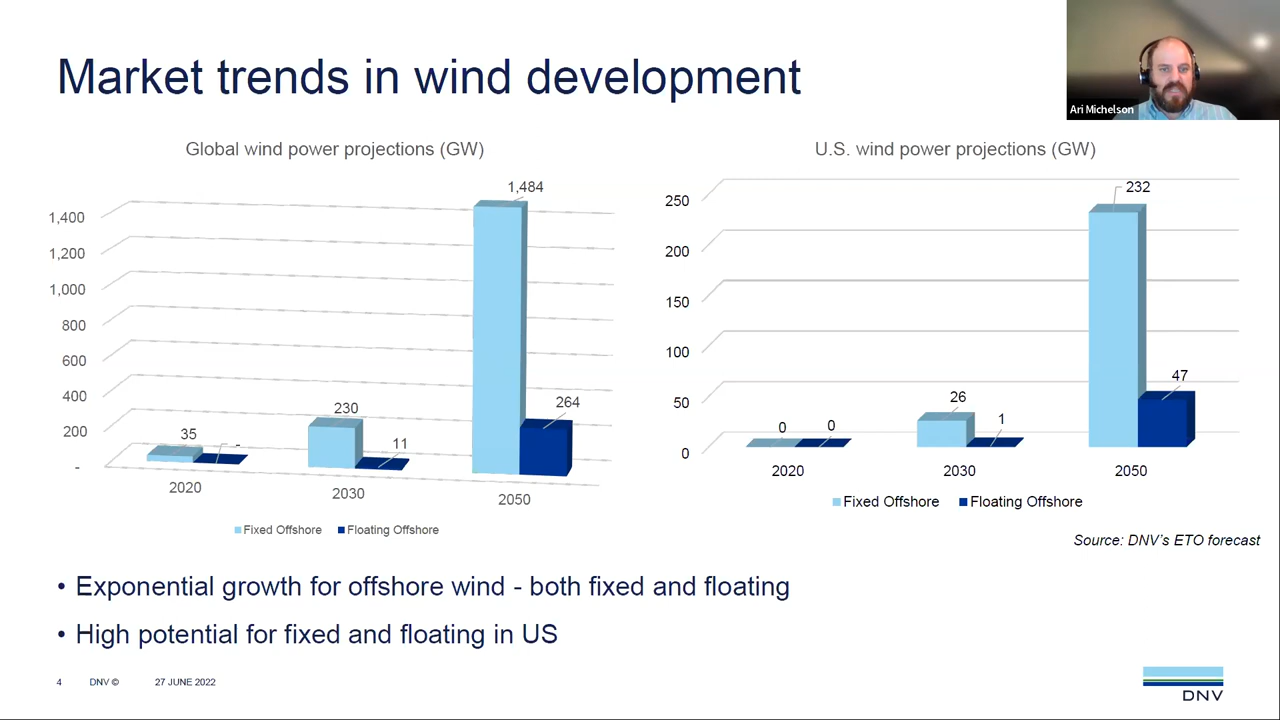 Market trends in wind development
Ari Michelson
Global wind power projections (GW)
1,400
1,200
1,000
800
600
400
200
-
35
-
230
11
1,484
264
2020
2030
2050
Fixed Offshore
Floating Offshore
U.S. wind power projections (GW)
250
200
150
100
50
0
0
0
26
1
232
47
2020
2030
2050
Fixed Offshore
Floating Offshore
Source: DNV's ETO forecast
• Exponential growth for offshore wind - both fixed and floating
• High potential for fixed and floating in US
4 DNV © 27 JUNE 2022
DNV